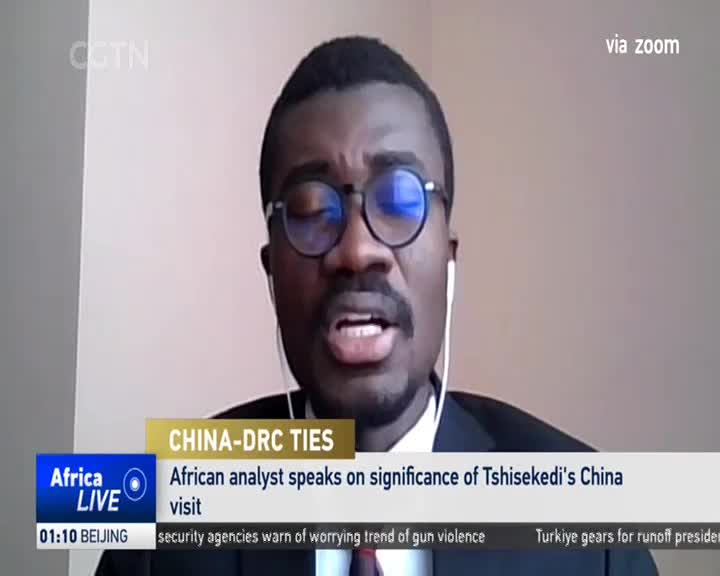 CGTN
via zoom
CHINA-DRC TIES
African analyst speaks on significance of Tshisekedi's China
visit
Africa
LIVE
01:10 BEIJING
security agencies warn of worrying trend of gun violence Turkiye gears for runoff preside